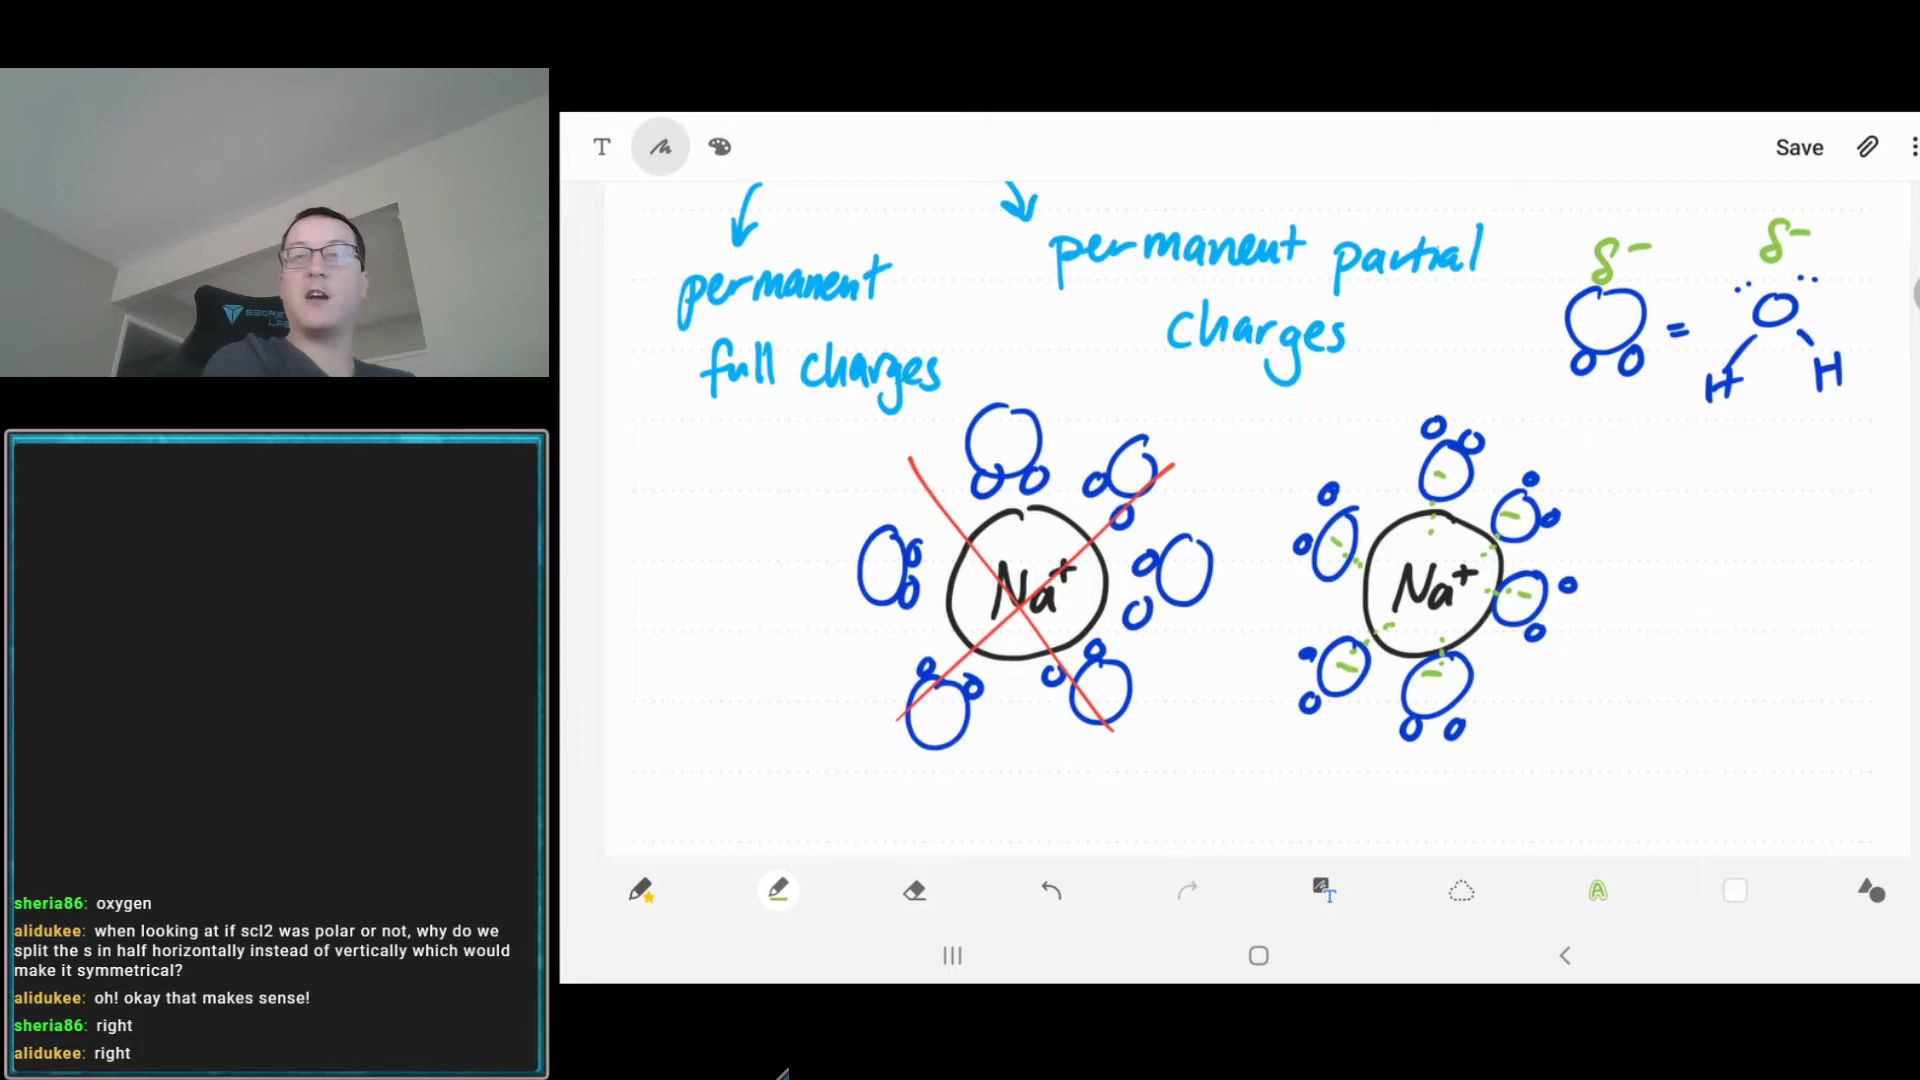 T
Save
permanent
full charges
permanent partial
charges
δ-
δ-
=
O
H
H
Na+
Na+
- - - - - -
SECRE
LAB
T
A
sheria86: oxygen
alidukee: when looking at if scl2 was polar or not, why do we
split the s in half horizontally instead of vertically which would
make it symmetrical?
alidukee: oh! okay that makes sense!
sheria86: right
alidukee: right